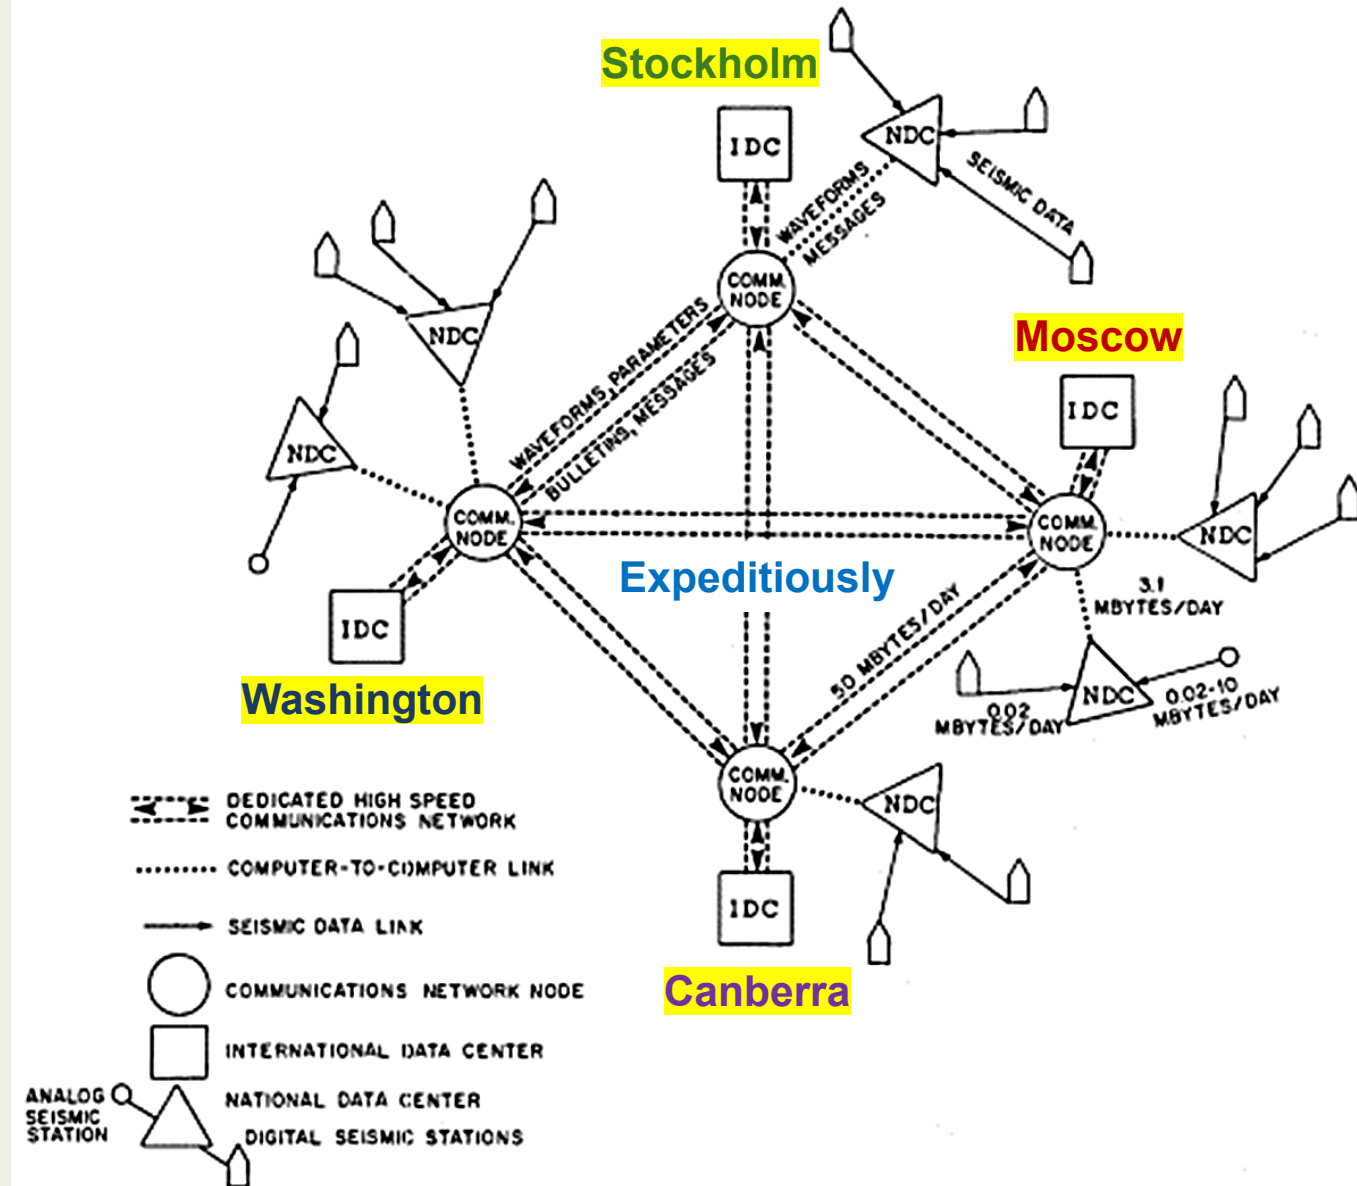 Stockholm
IDC
NDC
SEISMIC DATA
WAVEFORMS
MESSAGES
COMM.
NODE
NDC
WAVEFORMS, PARAMETERS
BULLETINS, MESSAGES
Moscow
IDC
NDC
COMM.
NODE
COMM.
NODE
NDC
Expeditiously
3.1
MBYTES/DAY
IDC
Washington
50 MBYTES/DAY
NDC
0.02
MBYTES/DAY
0.02-10
MBYTES/DAY
COMM.
NODE
NDC
IDC
Canberra
DEDICATED HIGH SPEED
COMMUNICATIONS NETWORK
COMPUTER-TO-COMPUTER LINK
SEISMIC DATA LINK
COMMUNICATIONS NETWORK NODE
INTERNATIONAL DATA CENTER
ANALOG
SEISMIC
STATION
NATIONAL DATA CENTER
DIGITAL SEISMIC STATIONS